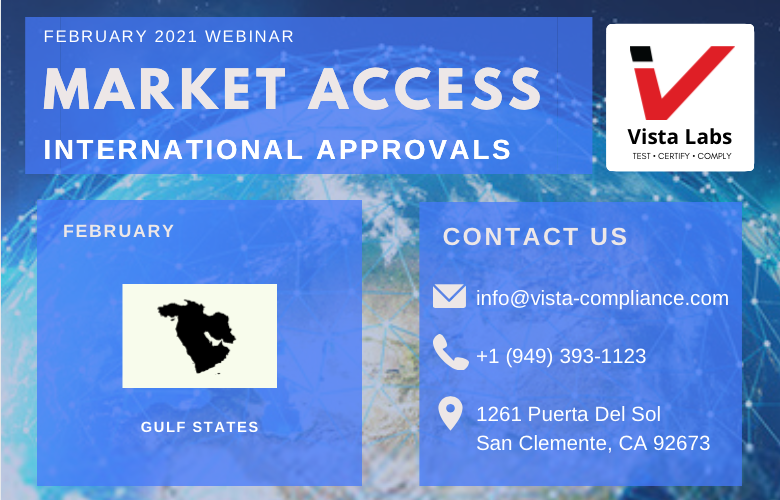 FEBRUARY 2021 WEBINAR
MARKET ACCESS
INTERNATIONAL APPROVALS
Vista Labs
TEST • CERTIFY • COMPLY
FEBRUARY
GULF STATES
CONTACT US
info@vista-compliance.com
+1 (949) 393-1123
1261 Puerta Del Sol
San Clemente, CA 92673